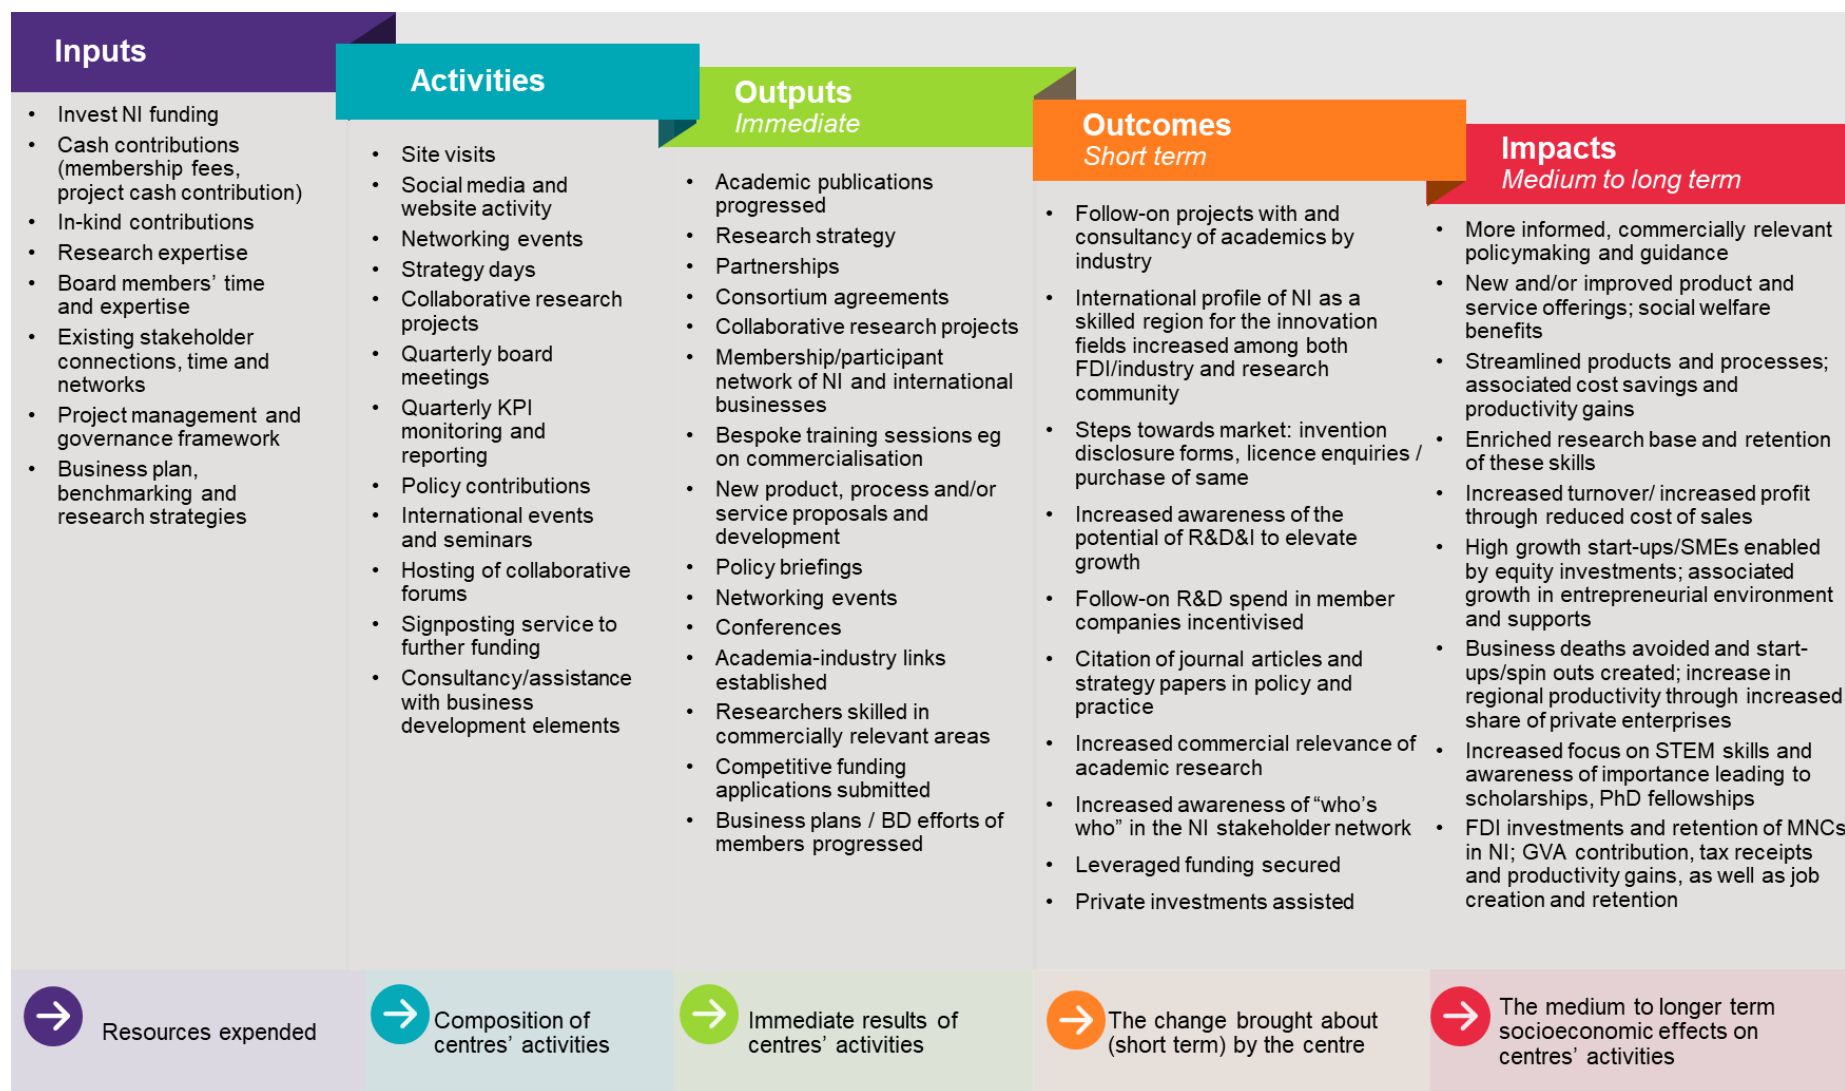 Inputs
• Invest NI funding
• Cash contributions
(membership fees,
project cash contribution)
• In-kind contributions
• Research expertise
• Board members’ time
and expertise
• Existing stakeholder
connections, time and
networks
• Project management and
governance framework
• Business plan,
benchmarking and
research strategies
Resources expended
Activities
• Site visits
• Social media and
website activity
• Networking events
• Strategy days
• Collaborative research
projects
• Quarterly board
meetings
• Quarterly KPI
monitoring and
reporting
• Policy contributions
• International events
and seminars
• Hosting of collaborative
forums
• Signposting service to
further funding
• Consultancy/assistance
with business
development elements
Composition of
centres’ activities
Outputs
Immediate
• Academic publications
progressed
• Research strategy
• Partnerships
• Consortium agreements
• Collaborative research projects
• Membership/participant
network of NI and international
businesses
• Bespoke training sessions eg
on commercialisation
• New product, process and/or
service proposals and
development
• Policy briefings
• Networking events
• Conferences
• Academia-industry links
established
• Researchers skilled in
commercially relevant areas
• Competitive funding
applications submitted
• Business plans / BD efforts of
members progressed
Immediate results of
centres’ activities
Outcomes
Short term
• Follow-on projects with and
consultancy of academics by
industry
• International profile of NI as a
skilled region for the innovation
fields increased among both
FDI/industry and research
community
• Steps towards market: invention
disclosure forms, licence enquiries /
purchase of same
• Increased awareness of the
potential of R&D&I to elevate
growth
• Follow-on R&D spend in member
companies incentivised
• Citation of journal articles and
strategy papers in policy and
practice
• Increased commercial relevance of
academic research
• Increased awareness of “who’s
who” in the NI stakeholder network
• Leveraged funding secured
• Private investments assisted
The change brought about
(short term) by the centre
Impacts
Medium to long term
• More informed, commercially relevant
policymaking and guidance
• New and/or improved product and
service offerings; social welfare
benefits
• Streamlined products and processes;
associated cost savings and
productivity gains
• Enriched research base and retention
of these skills
• Increased turnover/ increased profit
through reduced cost of sales
• High growth start-ups/SMEs enabled
by equity investments; associated
growth in entrepreneurial environment
and supports
• Business deaths avoided and start-
ups/spin outs created; increase in
regional productivity through increased
share of private enterprises
• Increased focus on STEM skills and
awareness of importance leading to
scholarships, PhD fellowships
• FDI investments and retention of MNCs
in NI; GVA contribution, tax receipts
and productivity gains, as well as job
creation and retention
The medium to longer term
socioeconomic effects on
centres’ activities